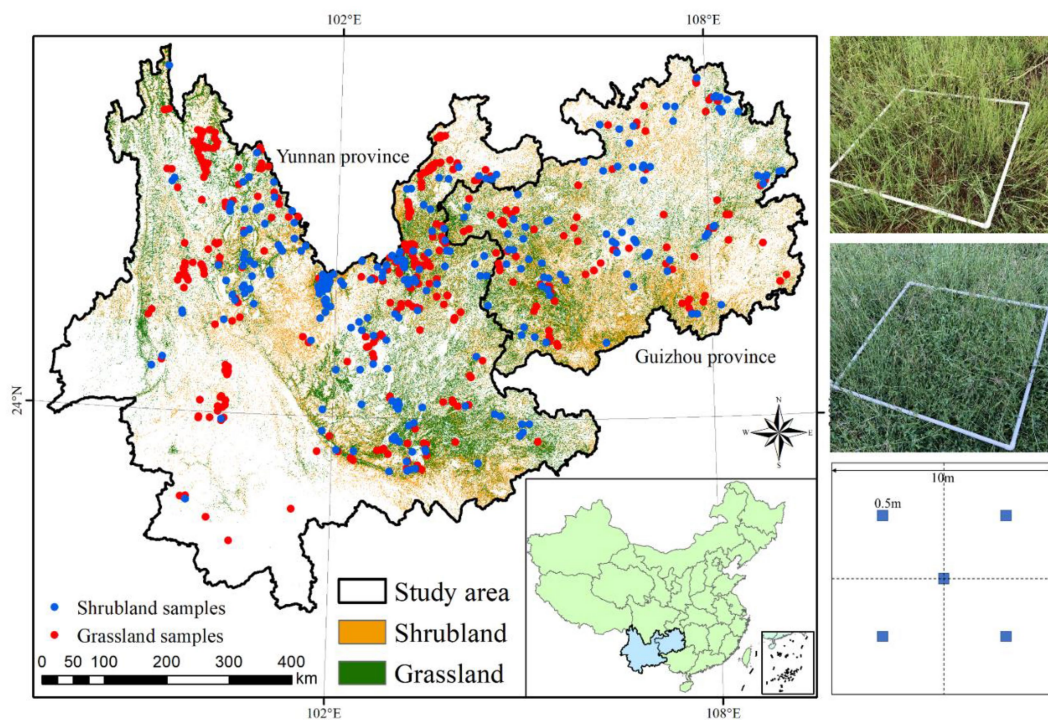 102°E
108°E
Yunnan province
Guizhou province
24°N
24°N
N
W
E
S
Shrubland samples
Grassland samples
0 50 100 200 300 400
km
Study area
Shrubland
Grassland
102°E
108°E
10m
0.5m